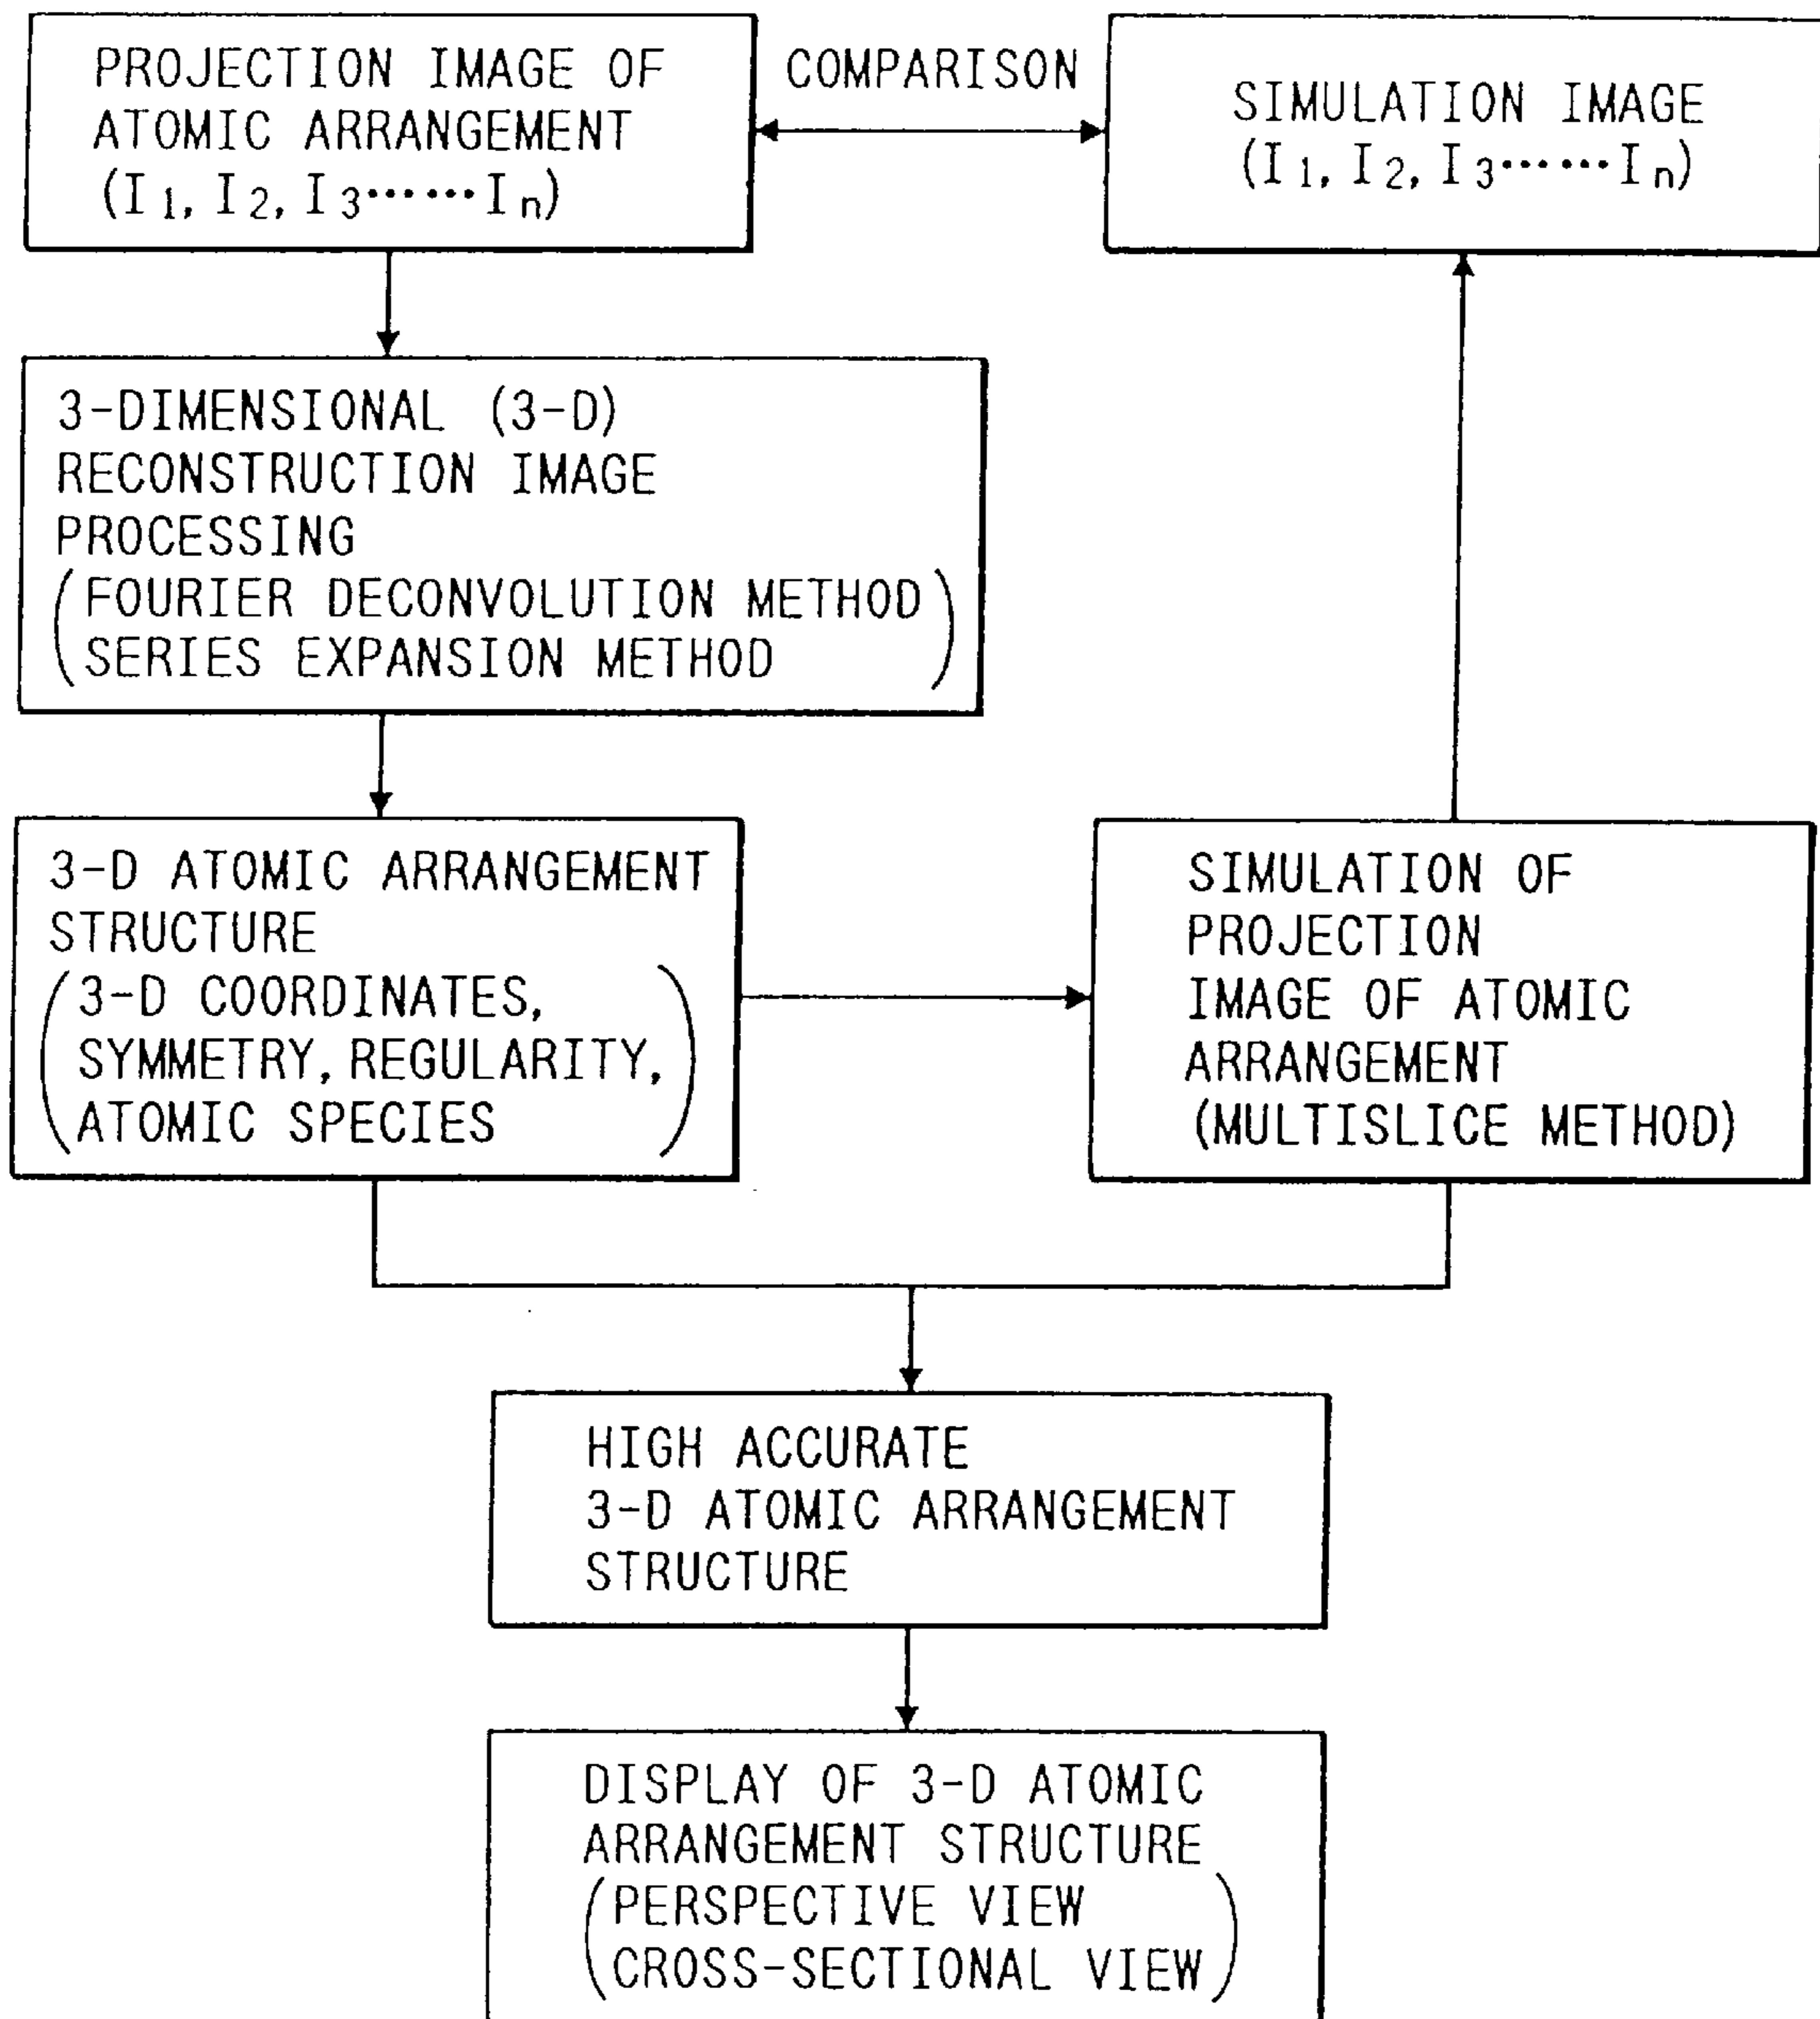 PROJECTION IMAGE OF
ATOMIC ARRANGEMENT
(I1, I2, I3······In)
COMPARISON
SIMULATION IMAGE
(I1, I2, I3······In)
3-DIMENSIONAL (3-D)
RECONSTRUCTION IMAGE
PROCESSING
(FOURIER DECONVOLUTION METHOD
SERIES EXPANSION METHOD)
3-D ATOMIC ARRANGEMENT
STRUCTURE
(3-D COORDINATES,
SYMMETRY, REGULARITY,
ATOMIC SPECIES)
SIMULATION OF
PROJECTION
IMAGE OF ATOMIC
ARRANGEMENT
(MULTISLICE METHOD)
HIGH ACCURATE
3-D ATOMIC ARRANGEMENT
STRUCTURE
DISPLAY OF 3-D ATOMIC
ARRANGEMENT STRUCTURE
(PERSPECTIVE VIEW
CROSS-SECTIONAL VIEW)